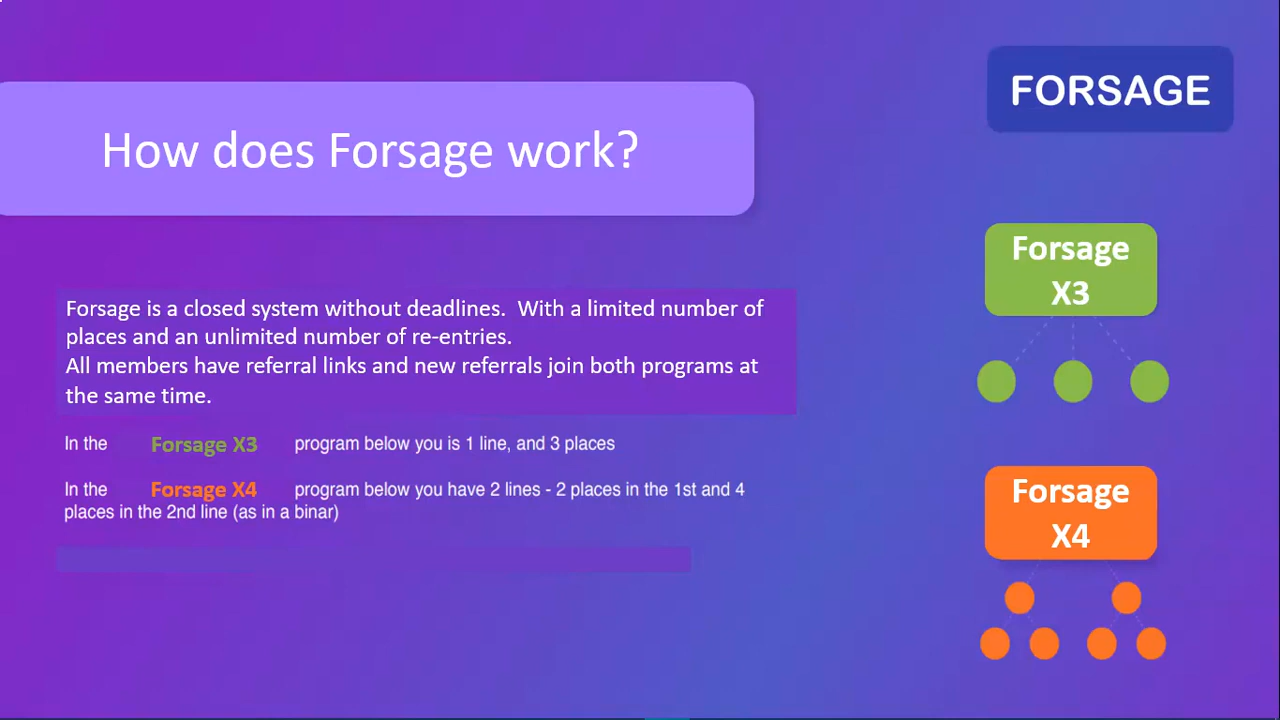 FORSAGE
How does Forsage work?
Forsage
X3
Forsage is a closed system without deadlines.  With a limited number of
places and an unlimited number of re-entries.
All members have referral links and new referrals join both programs at
the same time.
In the Forsage X3 program below you is 1 line, and 3 places
In the Forsage X4 program below you have 2 lines - 2 places in the 1st and 4
places in the 2nd line (as in a binar)
Forsage
X4